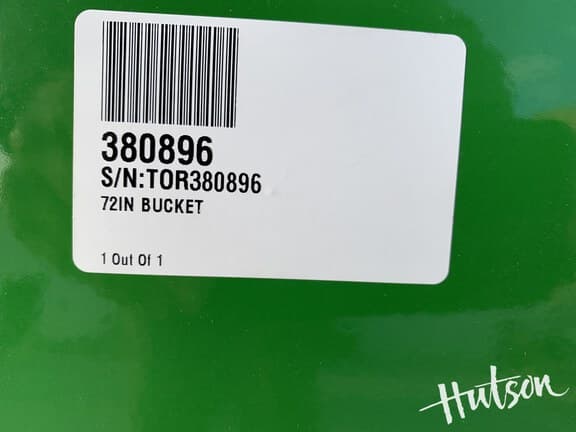 380896
S/N:TOR380896
72IN BUCKET
1 Out Of 1
Hutson